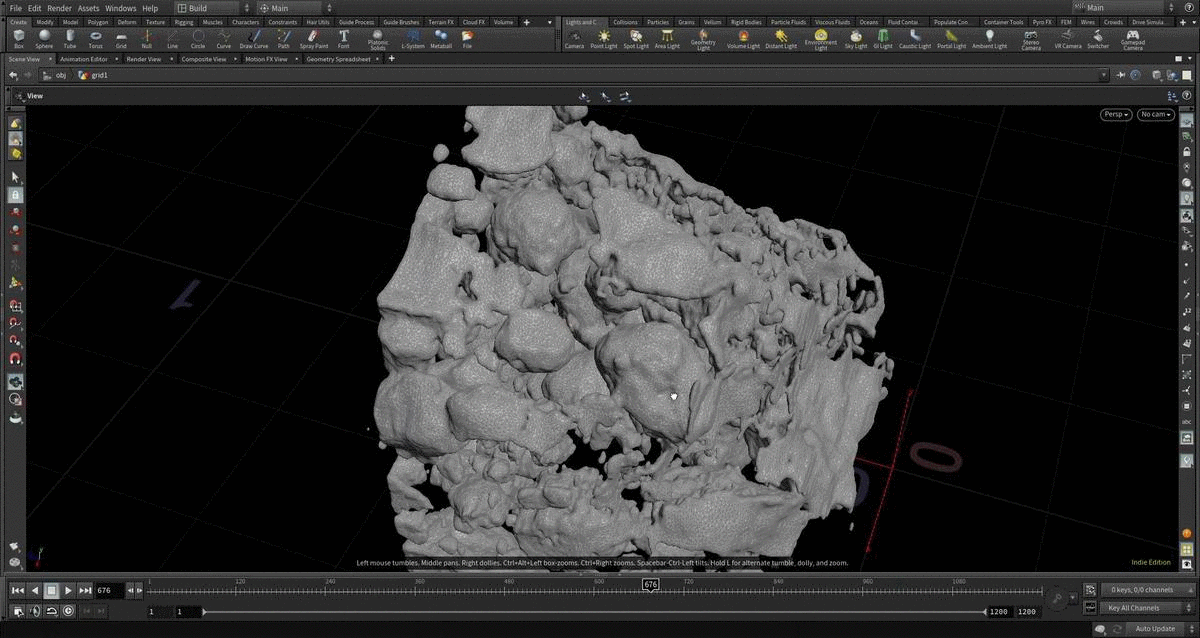 File Edit Render Assets Windows Help Build Main Main
Create Modify Model Polygon Deform Texture Rigging Muscles Characters Constraints Hair Utils Guide Process Guide Brushes Terrain FX Cloud FX Volume + Lights and C... Collisions Particles Grains Vellum Rigid Bodies Particle Fluids Viscous Fluids Oceans Fluid Contai... Populate Con... Container Tools Pyro FX FEM Wires Crowds Drive Simula... +
Box Sphere Tube Torus Grid Null Line Circle Curve Draw Curve Path Spray Paint Font Platonic Solids L-System Metaball File Camera Point Light Spot Light Area Light Geometry Light Volume Light Distant Light Environment Light Sky Light GI Light Caustic Light Portal Light Ambient Light Stereo Camera VR Camera Switcher Gamepad Camera
Scene View × Animation Editor × Render View × Composite View × Motion FX View × Geometry Spreadsheet × +
obj grid1
View
Persp No cam
1
0
Left mouse tumbles. Middle pans. Right dollies. Ctrl+Alt+Left box-zooms. Ctrl+Right zooms. Spacebar-Ctrl-Left tilts. Hold L for alternate tumble, dolly, and zoom.
Indie Edition
676 1 120 240 360 480 600 676 720 840 960 1080 0 keys, 0/0 channels
1 1 1200 1200 Key All Channels
Auto Update